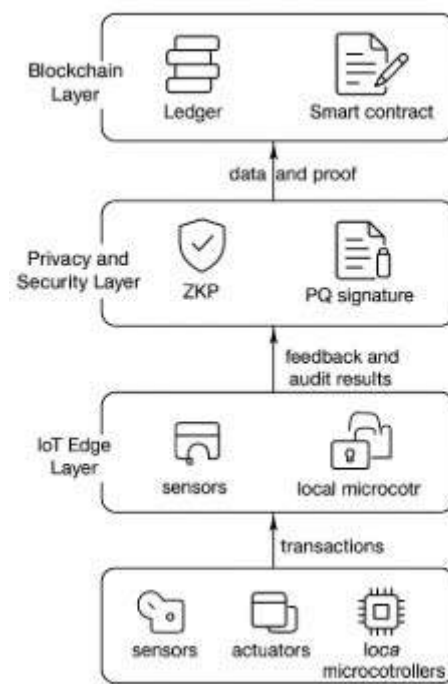 Blockchain
Layer
Ledger
Smart contract
data and proof
Privacy and
Security Layer
ZKP
PQ signature
feedback and
audit results
IoT Edge
Layer
sensors
local microcotr
transactions
sensors
actuators
loca
microcotrollers